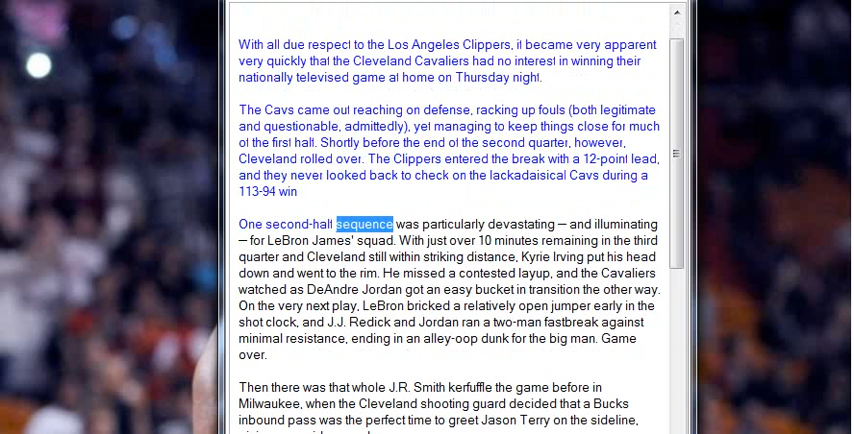 With all due respect to the Los Angeles Clippers, it became very apparent
very quickly that the Cleveland Cavaliers had no interest in winning their
nationally televised game at home on Thursday night.
The Cavs came out reaching on defense, racking up fouls (both legitimate
and questionable, admittedly), yet managing to keep things close for much
of the first half. Shortly before the end of the second quarter, however,
Cleveland rolled over. The Clippers entered the break with a 12-point lead,
and they never looked back to check on the lackadaisical Cavs during a
113-94 win
One second-half sequence was particularly devastating — and illuminating
— for LeBron James' squad. With just over 10 minutes remaining in the third
quarter and Cleveland still within striking distance, Kyrie Irving put his head
down and went to the rim. He missed a contested layup, and the Cavaliers
watched as DeAndre Jordan got an easy bucket in transition the other way.
On the very next play, LeBron bricked a relatively open jumper early in the
shot clock, and J.J. Redick and Jordan ran a two-man fastbreak against
minimal resistance, ending in an alley-oop dunk for the big man. Game
over.
Then there was that whole J.R. Smith kerfuffle the game before in
Milwaukee, when the Cleveland shooting guard decided that a Bucks
inbound pass was the perfect time to greet Jason Terry on the sideline,